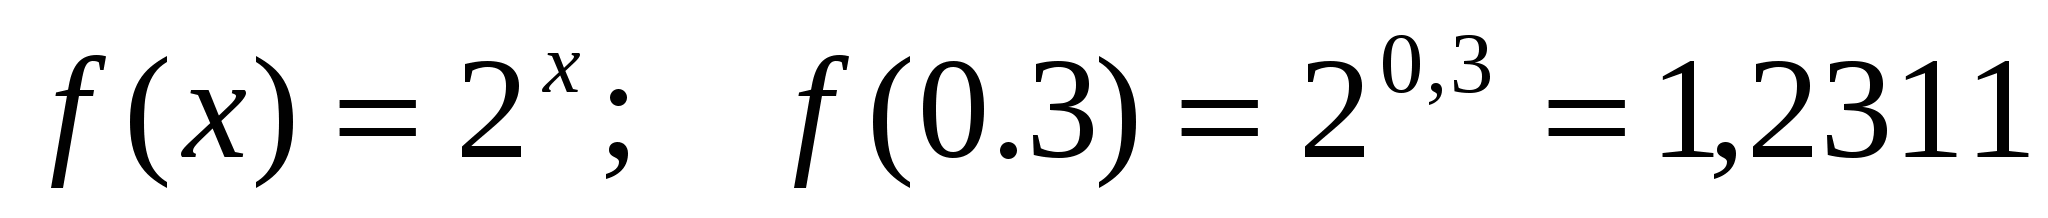 f(x) = 2^x; f(0.3) = 2^{0,3} = 1,2311